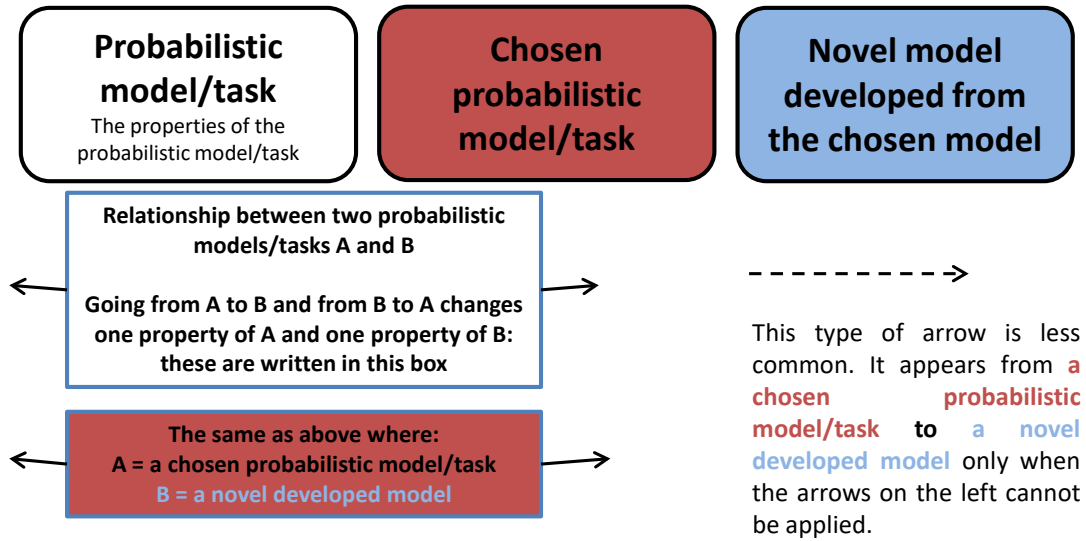 Probabilistic
model/task
The properties of the
probabilistic model/task
Chosen
probabilistic
model/task
Novel model
developed from
the chosen model
Relationship between two probabilistic
models/tasks A and B
Going from A to B and from B to A changes
one property of A and one property of B:
these are written in this box
The same as above where:
A = a chosen probabilistic model/task
B = a novel developed model
This type of arrow is less
common. It appears from a
chosen probabilistic
model/task to a novel
developed model only when
the arrows on the left cannot
be applied.